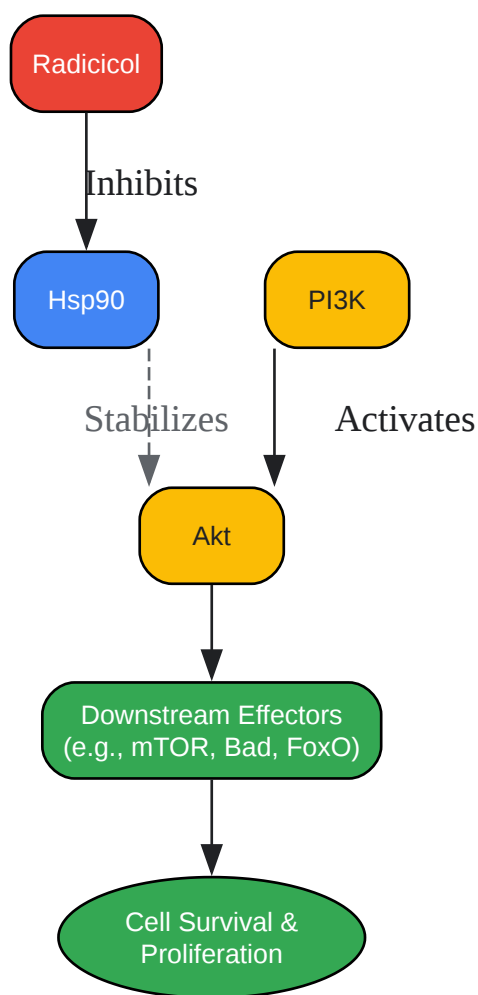 Radicicol
Inhibits
Hsp90
PI3K
Stabilizes
Activates
Akt
Downstream Effectors
(e.g., mTOR, Bad, FoxO)
Cell Survival &
Proliferation